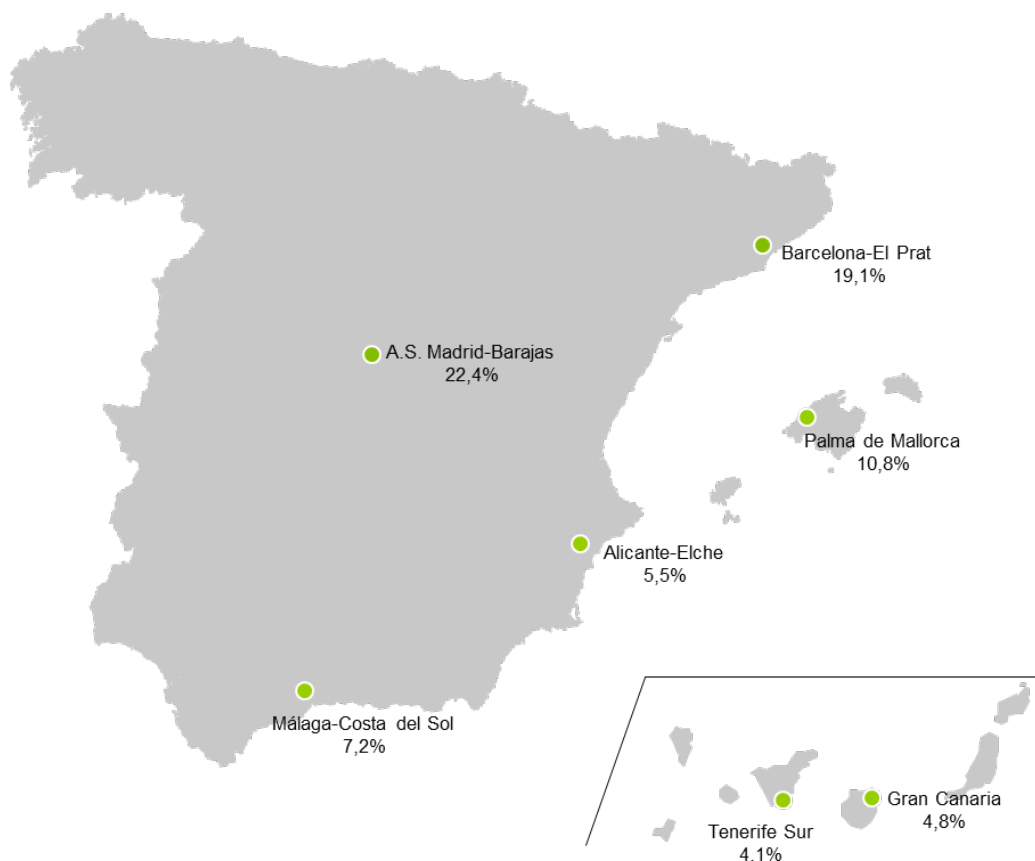 Barcelona-El Prat
19,1%
A.S. Madrid-Barajas
22,4%
Palma de Mallorca
10,8%
Alicante-Elche
5,5%
Málaga-Costa del Sol
7,2%
Gran Canaria
4,8%
Tenerife Sur
4,1%